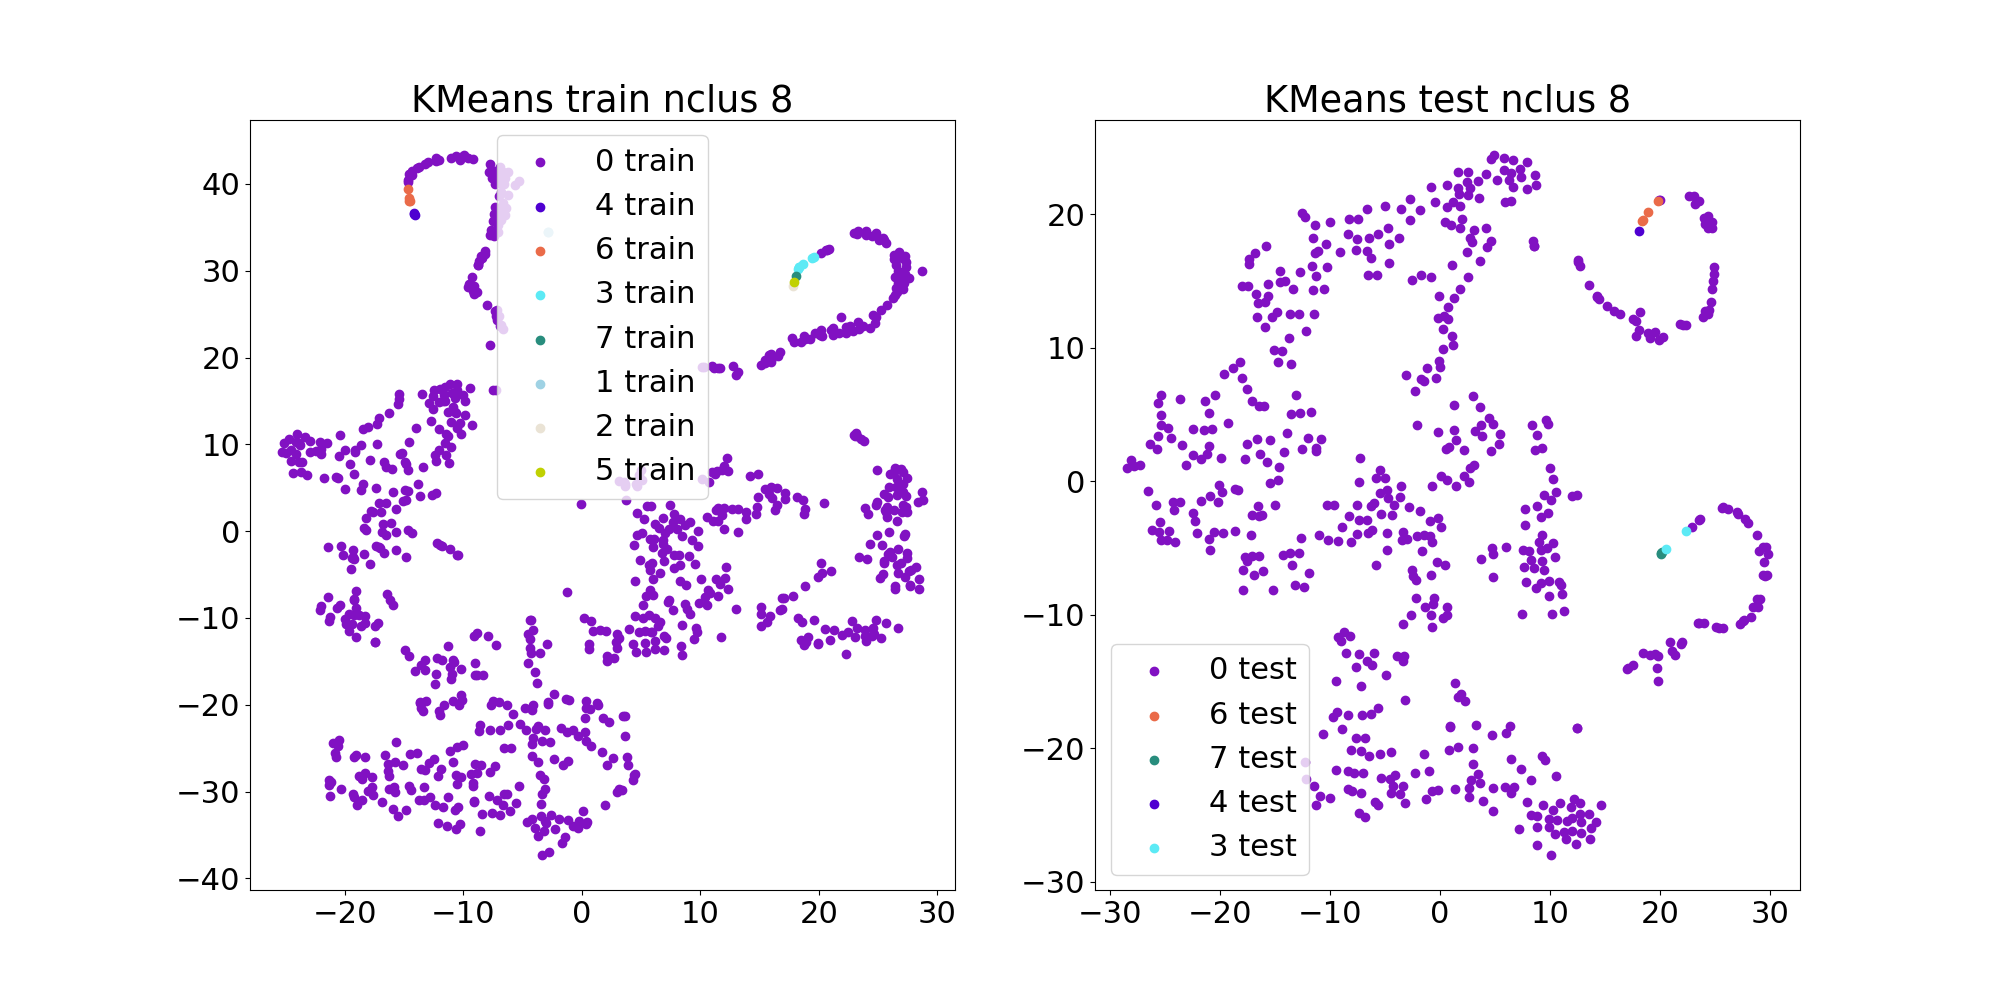 KMeans train nclus 8
40
30
20
10
0
−10
−20
−30
−40
−20
−10
0
10
20
30
0 train
4 train
6 train
3 train
7 train
1 train
2 train
5 train
KMeans test nclus 8
20
10
0
−10
−20
−30
−30
−20
−10
0
10
20
30
0 test
6 test
7 test
4 test
3 test